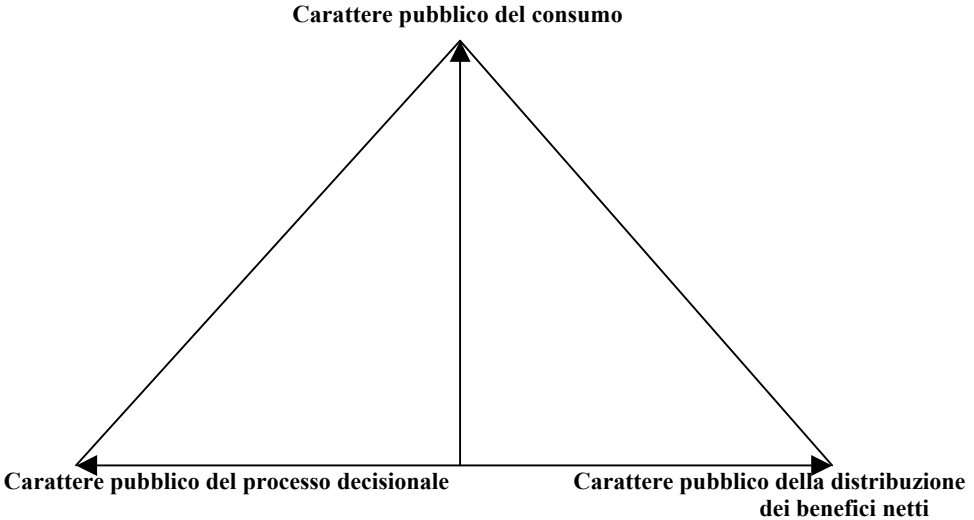 Carattere pubblico del consumo
Carattere pubblico del processo decisionale
Carattere pubblico della distribuzione
dei benefici netti